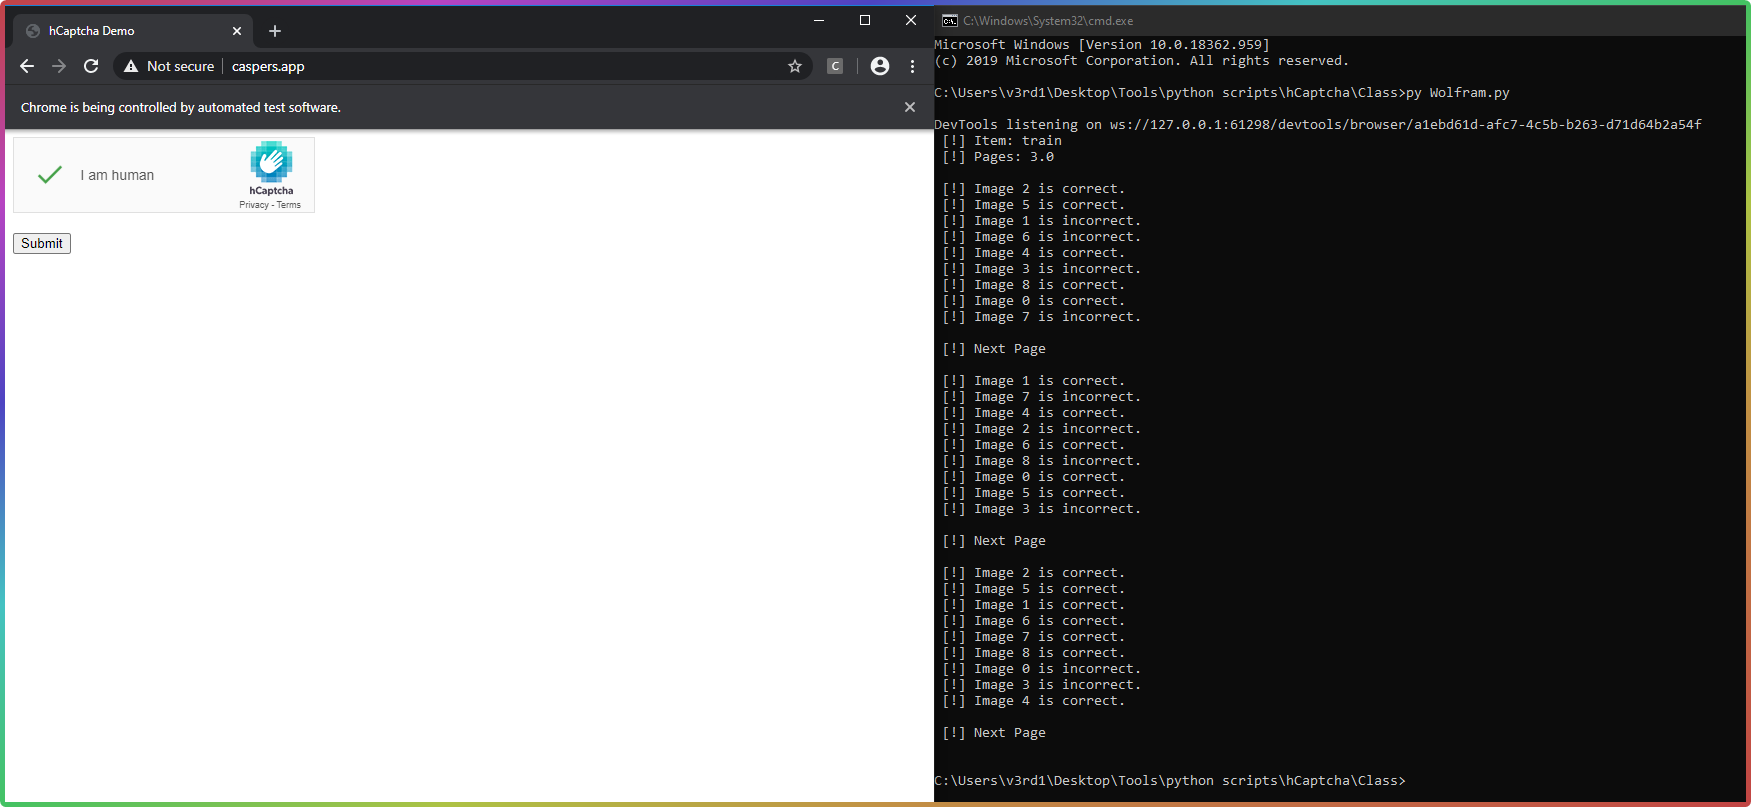 hCaptcha Demo
Not secure
caspers.app
C
Chrome is being controlled by automated test software.
I am human
hCaptcha
Privacy - Terms
Submit
C:\Windows\System32\cmd.exe
Microsoft Windows [Version 10.0.18362.959]
(c) 2019 Microsoft Corporation. All rights reserved.
C:\Users\v3rd1\Desktop\Tools\python scripts\hCaptcha\Class>py Wolfram.py
DevTools listening on ws://127.0.0.1:61298/devtools/browser/a1ebd61d-afc7-4c5b-b263-d71d64b2a54f
[!] Item: train
[!] Pages: 3.0
[!] Image 2 is correct.
[!] Image 5 is correct.
[!] Image 1 is incorrect.
[!] Image 6 is incorrect.
[!] Image 4 is correct.
[!] Image 3 is incorrect.
[!] Image 8 is correct.
[!] Image 0 is correct.
[!] Image 7 is incorrect.
[!] Next Page
[!] Image 1 is correct.
[!] Image 7 is incorrect.
[!] Image 4 is correct.
[!] Image 2 is incorrect.
[!] Image 6 is correct.
[!] Image 8 is incorrect.
[!] Image 0 is correct.
[!] Image 5 is correct.
[!] Image 3 is incorrect.
[!] Next Page
[!] Image 2 is correct.
[!] Image 5 is correct.
[!] Image 1 is correct.
[!] Image 6 is correct.
[!] Image 7 is correct.
[!] Image 8 is correct.
[!] Image 0 is incorrect.
[!] Image 3 is incorrect.
[!] Image 4 is correct.
[!] Next Page
C:\Users\v3rd1\Desktop\Tools\python scripts\hCaptcha\Class>